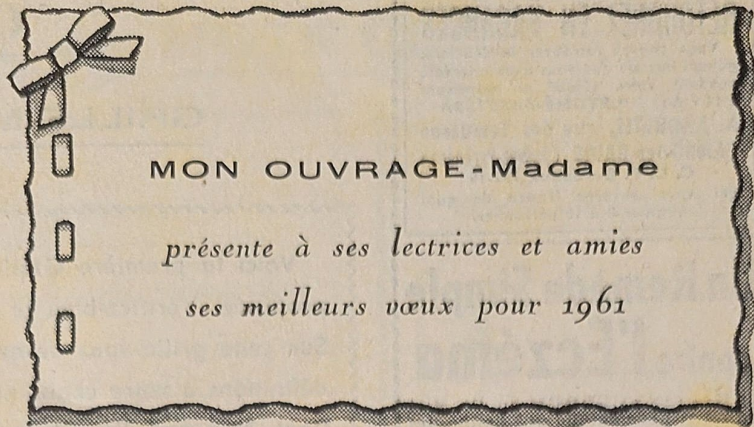 MON OUVRAGE-Madame
présente à ses lectrices et amies
ses meilleurs vœux pour 1961